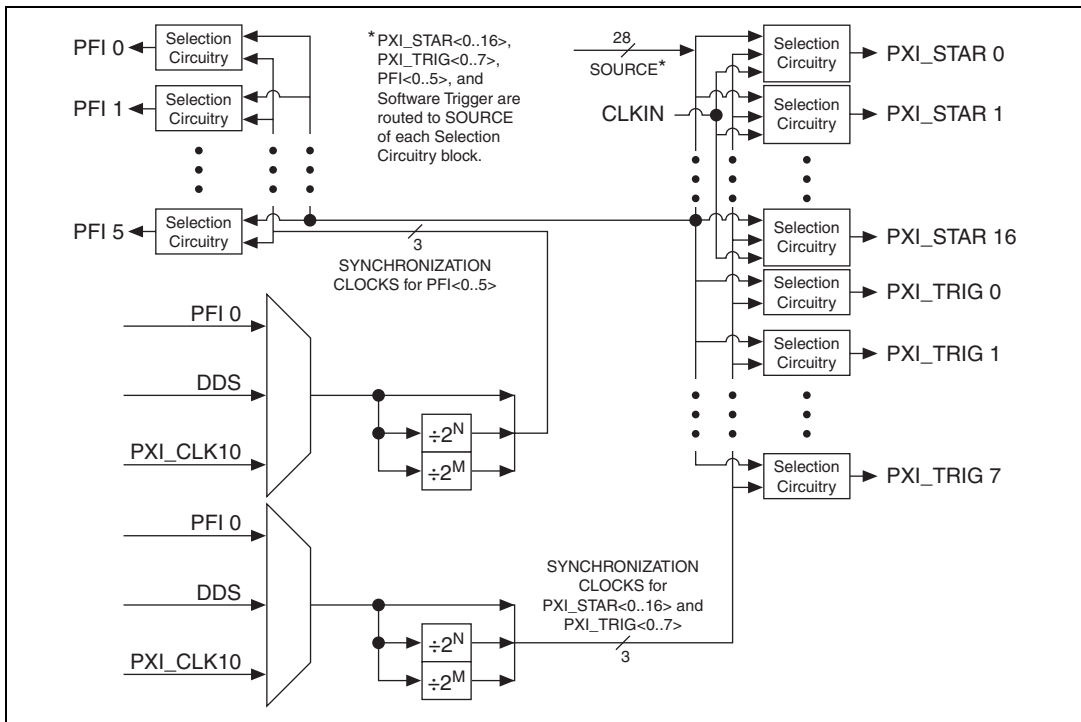 PFI 0
Selection
Circuitry
*PXI_STAR<0..16>,
PXI_TRIG<0..7>,
PFI<0..5>, and
Software Trigger are
routed to SOURCE
of each Selection
Circuitry block.
28
SOURCE*
Selection
Circuitry
PXI_STAR 0
PFI 1
Selection
Circuitry
CLKIN
Selection
Circuitry
PXI_STAR 1
PFI 5
Selection
Circuitry
3
SYNCHRONIZATION
CLOCKS for PFI<0..5>
Selection
Circuitry
PXI_STAR 16
Selection
Circuitry
PXI_TRIG 0
Selection
Circuitry
PXI_TRIG 1
Selection
Circuitry
PXI_TRIG 7
PFI 0
DDS
PXI_CLK10
÷2^N
÷2^M
PFI 0
DDS
PXI_CLK10
÷2^N
÷2^M
SYNCHRONIZATION
CLOCKS for
PXI_STAR<0..16> and
PXI_TRIG<0..7>
3